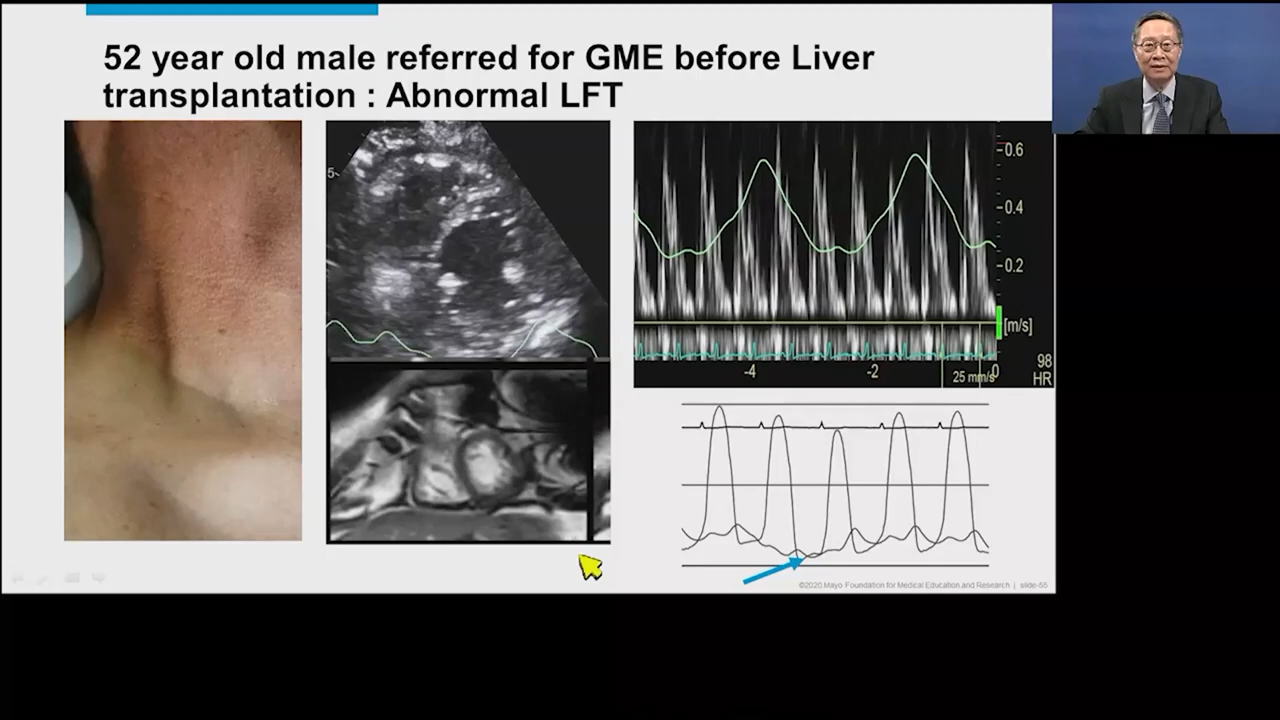 52 year old male referred for GME before Liver
transplantation : Abnormal LFT
5
0.6
0.4
0.2
[m/s]
98
HR
-4
-2
25 mm/s
0
©2020 Mayo Foundation for Medical Education and Research | slide-55